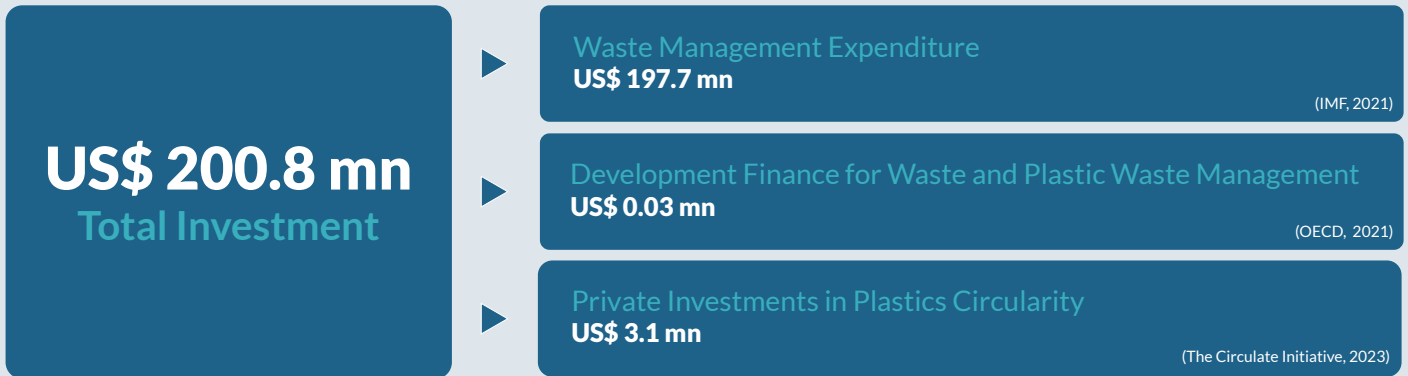 US$ 200.8 mn
Total Investment
Waste Management Expenditure
US$ 197.7 mn
(IMF, 2021)
Development Finance for Waste and Plastic Waste Management
US$ 0.03 mn
(OECD, 2021)
Private Investments in Plastics Circularity
US$ 3.1 mn
(The Circulate Initiative, 2023)